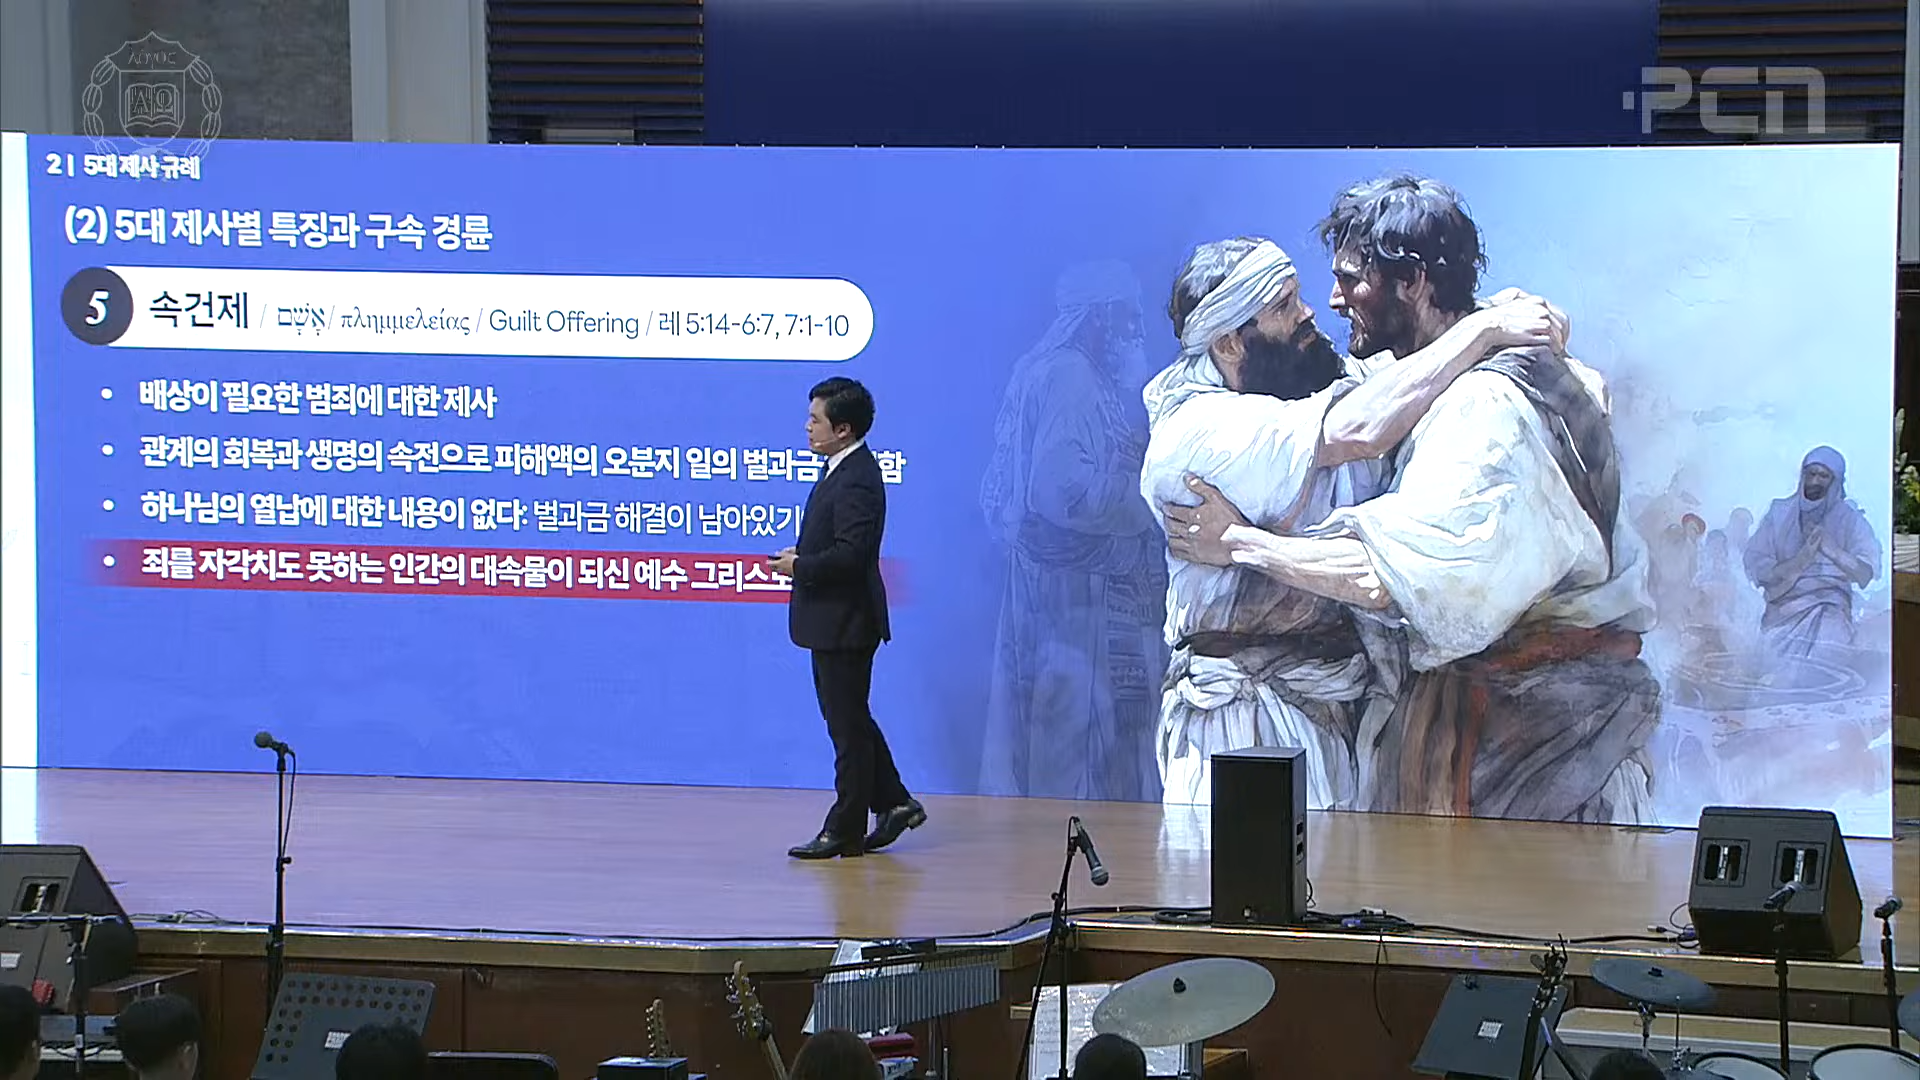 λόγος
ΑΩ
PCN
2 | 5대 제사 규례
(2) 5대 제사별 특징과 구속 경륜
5 속건제 / אָשָׁם / πλημμελείας / Guilt Offering / 레 5:14-6:7, 7:1-10
• 배상이 필요한 범죄에 대한 제사
• 관계의 회복과 생명의 속전으로 피해액의 오분지 일의 벌과금
• 하나님의 열납에 대한 내용이 없다: 벌과금 해결이 남아있기
• 죄를 자각치도 못하는 인간의 대속물이 되신 예수 그리스도